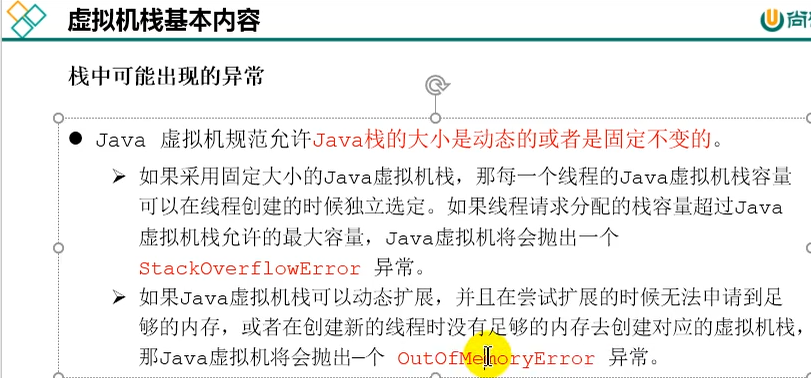 虚拟机栈基本内容
尚
栈中可能出现的异常
● Java 虚拟机规范允许Java栈的大小是动态的或者是固定不变的。
➢ 如果采用固定大小的Java虚拟机栈，那每一个线程的Java虚拟机栈容量
可以在线程创建的时候独立选定。如果线程请求分配的栈容量超过Java
虚拟机栈允许的最大容量，Java虚拟机将会抛出一个
StackOverflowError 异常。
➢ 如果Java虚拟机栈可以动态扩展，并且在尝试扩展的时候无法申请到足
够的内存，或者在创建新的线程时没有足够的内存去创建对应的虚拟机栈，
那Java虚拟机将会抛出一个 OutOfMemoryError 异常。